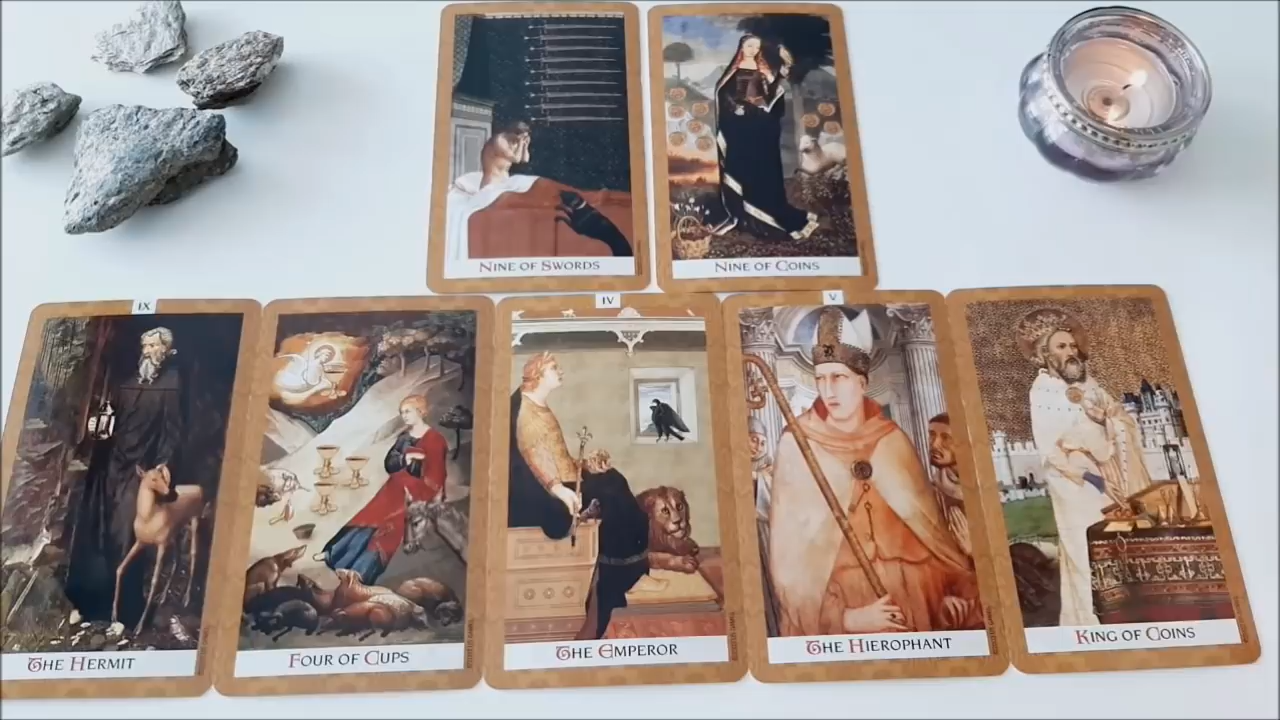 NINE OF SWORDS
NINE OF COINS
IX
THE HERMIT
FOUR OF CUPS
IV
THE EMPEROR
V
THE HIEROPHANT
KING OF COINS